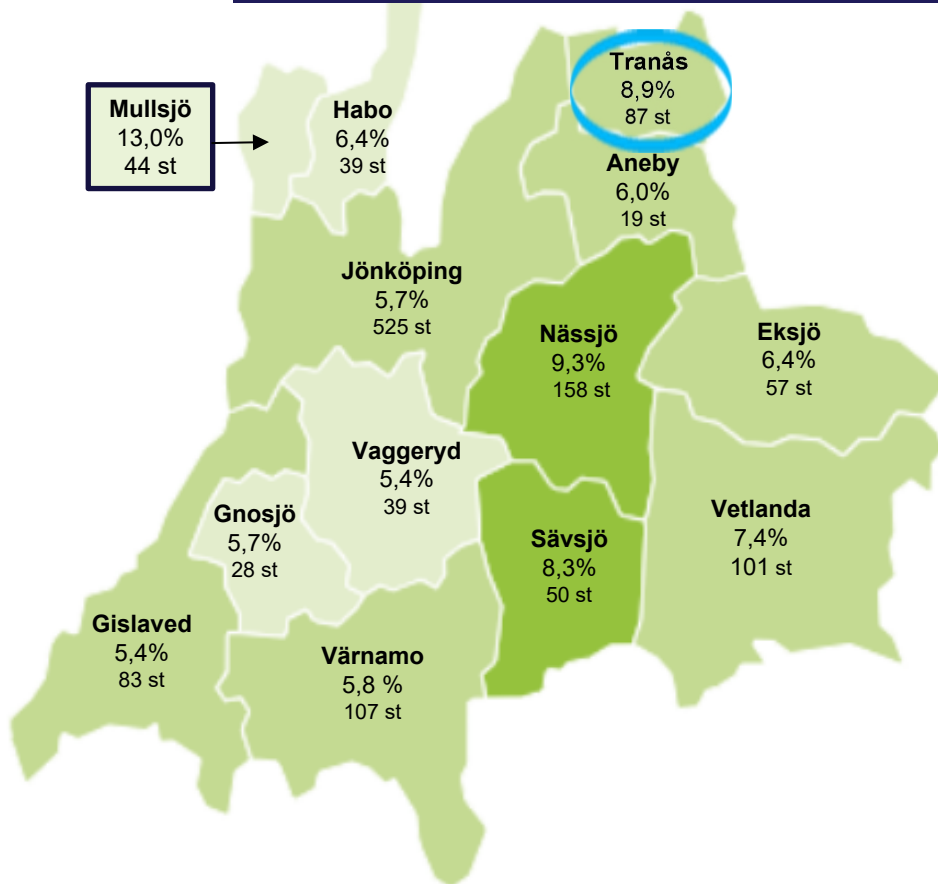 Tranås
8,9%
87 st
Mullsjö
13,0%
44 st
Habo
6,4%
39 st
Aneby
6,0%
19 st
Jönköping
5,7%
525 st
Nässjö
9,3%
158 st
Eksjö
6,4%
57 st
Vaggeryd
5,4%
39 st
Gnosjö
5,7%
28 st
Sävsjö
8,3%
50 st
Vetlanda
7,4%
101 st
Gislaved
5,4%
83 st
Värnamo
5,8 %
107 st